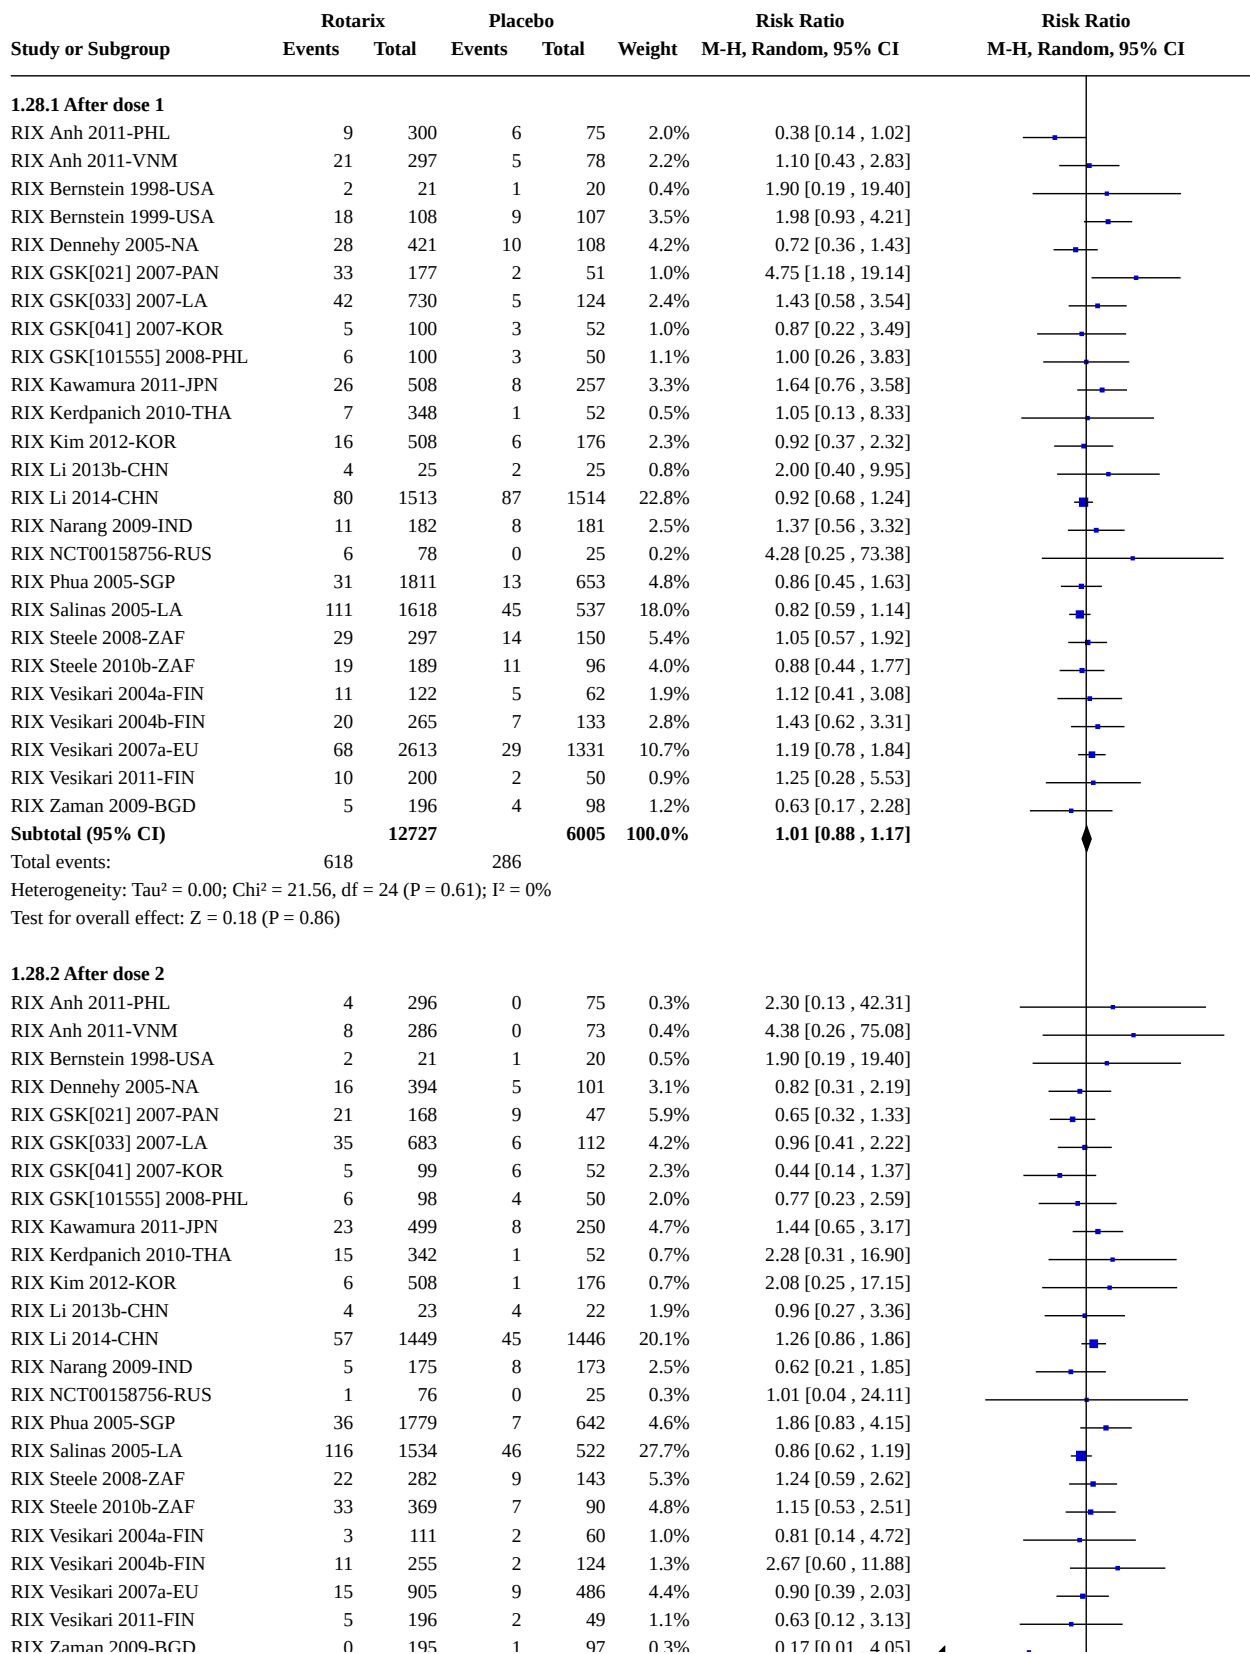 Rotarix Placebo Risk Ratio Risk Ratio
Study or Subgroup Events Total Events Total Weight M-H, Random, 95% CI M-H, Random, 95% CI
1.28.1 After dose 1
RIX Anh 2011-PHL 9 300 6 75 2.0% 0.38 [0.14 , 1.02]
RIX Anh 2011-VNM 21 297 5 78 2.2% 1.10 [0.43 , 2.83]
RIX Bernstein 1998-USA 2 21 1 20 0.4% 1.90 [0.19 , 19.40]
RIX Bernstein 1999-USA 18 108 9 107 3.5% 1.98 [0.93 , 4.21]
RIX Dennehy 2005-NA 28 421 10 108 4.2% 0.72 [0.36 , 1.43]
RIX GSK[021] 2007-PAN 33 177 2 51 1.0% 4.75 [1.18 , 19.14]
RIX GSK[033] 2007-LA 42 730 5 124 2.4% 1.43 [0.58 , 3.54]
RIX GSK[041] 2007-KOR 5 100 3 52 1.0% 0.87 [0.22 , 3.49]
RIX GSK[101555] 2008-PHL 6 100 3 50 1.1% 1.00 [0.26 , 3.83]
RIX Kawamura 2011-JPN 26 508 8 257 3.3% 1.64 [0.76 , 3.58]
RIX Kerdpanich 2010-THA 7 348 1 52 0.5% 1.05 [0.13 , 8.33]
RIX Kim 2012-KOR 16 508 6 176 2.3% 0.92 [0.37 , 2.32]
RIX Li 2013b-CHN 4 25 2 25 0.8% 2.00 [0.40 , 9.95]
RIX Li 2014-CHN 80 1513 87 1514 22.8% 0.92 [0.68 , 1.24]
RIX Narang 2009-IND 11 182 8 181 2.5% 1.37 [0.56 , 3.32]
RIX NCT00158756-RUS 6 78 0 25 0.2% 4.28 [0.25 , 73.38]
RIX Phua 2005-SGP 31 1811 13 653 4.8% 0.86 [0.45 , 1.63]
RIX Salinas 2005-LA 111 1618 45 537 18.0% 0.82 [0.59 , 1.14]
RIX Steele 2008-ZAF 29 297 14 150 5.4% 1.05 [0.57 , 1.92]
RIX Steele 2010b-ZAF 19 189 11 96 4.0% 0.88 [0.44 , 1.77]
RIX Vesikari 2004a-FIN 11 122 5 62 1.9% 1.12 [0.41 , 3.08]
RIX Vesikari 2004b-FIN 20 265 7 133 2.8% 1.43 [0.62 , 3.31]
RIX Vesikari 2007a-EU 68 2613 29 1331 10.7% 1.19 [0.78 , 1.84]
RIX Vesikari 2011-FIN 10 200 2 50 0.9% 1.25 [0.28 , 5.53]
RIX Zaman 2009-BGD 5 196 4 98 1.2% 0.63 [0.17 , 2.28]
Subtotal (95% CI) 12727 6005 100.0% 1.01 [0.88 , 1.17]
Total events: 618 286
Heterogeneity: Tau² = 0.00; Chi² = 21.56, df = 24 (P = 0.61); I² = 0%
Test for overall effect: Z = 0.18 (P = 0.86)
1.28.2 After dose 2
RIX Anh 2011-PHL 4 296 0 75 0.3% 2.30 [0.13 , 42.31]
RIX Anh 2011-VNM 8 286 0 73 0.4% 4.38 [0.26 , 75.08]
RIX Bernstein 1998-USA 2 21 1 20 0.5% 1.90 [0.19 , 19.40]
RIX Dennehy 2005-NA 16 394 5 101 3.1% 0.82 [0.31 , 2.19]
RIX GSK[021] 2007-PAN 21 168 9 47 5.9% 0.65 [0.32 , 1.33]
RIX GSK[033] 2007-LA 35 683 6 112 4.2% 0.96 [0.41 , 2.22]
RIX GSK[041] 2007-KOR 5 99 6 52 2.3% 0.44 [0.14 , 1.37]
RIX GSK[101555] 2008-PHL 6 98 4 50 2.0% 0.77 [0.23 , 2.59]
RIX Kawamura 2011-JPN 23 499 8 250 4.7% 1.44 [0.65 , 3.17]
RIX Kerdpanich 2010-THA 15 342 1 52 0.7% 2.28 [0.31 , 16.90]
RIX Kim 2012-KOR 6 508 1 176 0.7% 2.08 [0.25 , 17.15]
RIX Li 2013b-CHN 4 23 4 22 1.9% 0.96 [0.27 , 3.36]
RIX Li 2014-CHN 57 1449 45 1446 20.1% 1.26 [0.86 , 1.86]
RIX Narang 2009-IND 5 175 8 173 2.5% 0.62 [0.21 , 1.85]
RIX NCT00158756-RUS 1 76 0 25 0.3% 1.01 [0.04 , 24.11]
RIX Phua 2005-SGP 36 1779 7 642 4.6% 1.86 [0.83 , 4.15]
RIX Salinas 2005-LA 116 1534 46 522 27.7% 0.86 [0.62 , 1.19]
RIX Steele 2008-ZAF 22 282 9 143 5.3% 1.24 [0.59 , 2.62]
RIX Steele 2010b-ZAF 33 369 7 90 4.8% 1.15 [0.53 , 2.51]
RIX Vesikari 2004a-FIN 3 111 2 60 1.0% 0.81 [0.14 , 4.72]
RIX Vesikari 2004b-FIN 11 255 2 124 1.3% 2.67 [0.60 , 11.88]
RIX Vesikari 2007a-EU 15 905 9 486 4.4% 0.90 [0.39 , 2.03]
RIX Vesikari 2011-FIN 5 196 2 49 1.1% 0.63 [0.12 , 3.13]
RIX Zaman 2009-BGD 0 195 1 97 0.3% 0.17 [0.01 , 4.05]